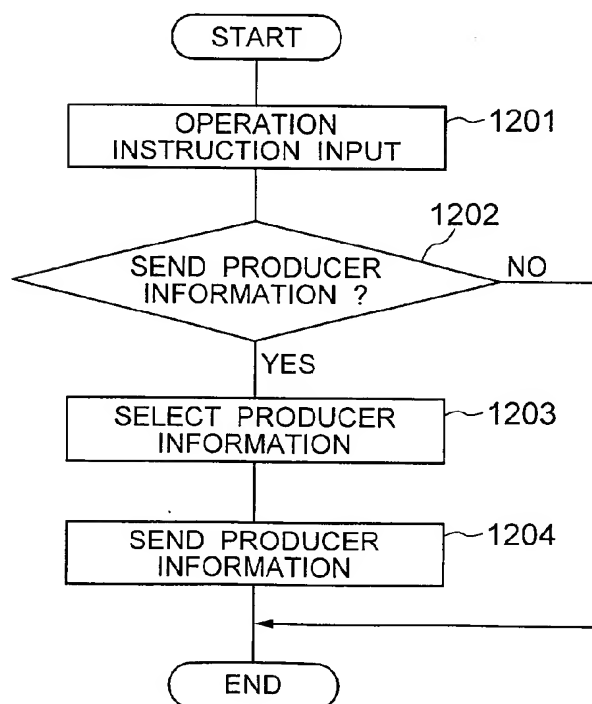 START
OPERATION
INSTRUCTION INPUT
1201
1202
SEND PRODUCER
INFORMATION ?
NO
YES
SELECT PRODUCER
INFORMATION
1203
SEND PRODUCER
INFORMATION
1204
END